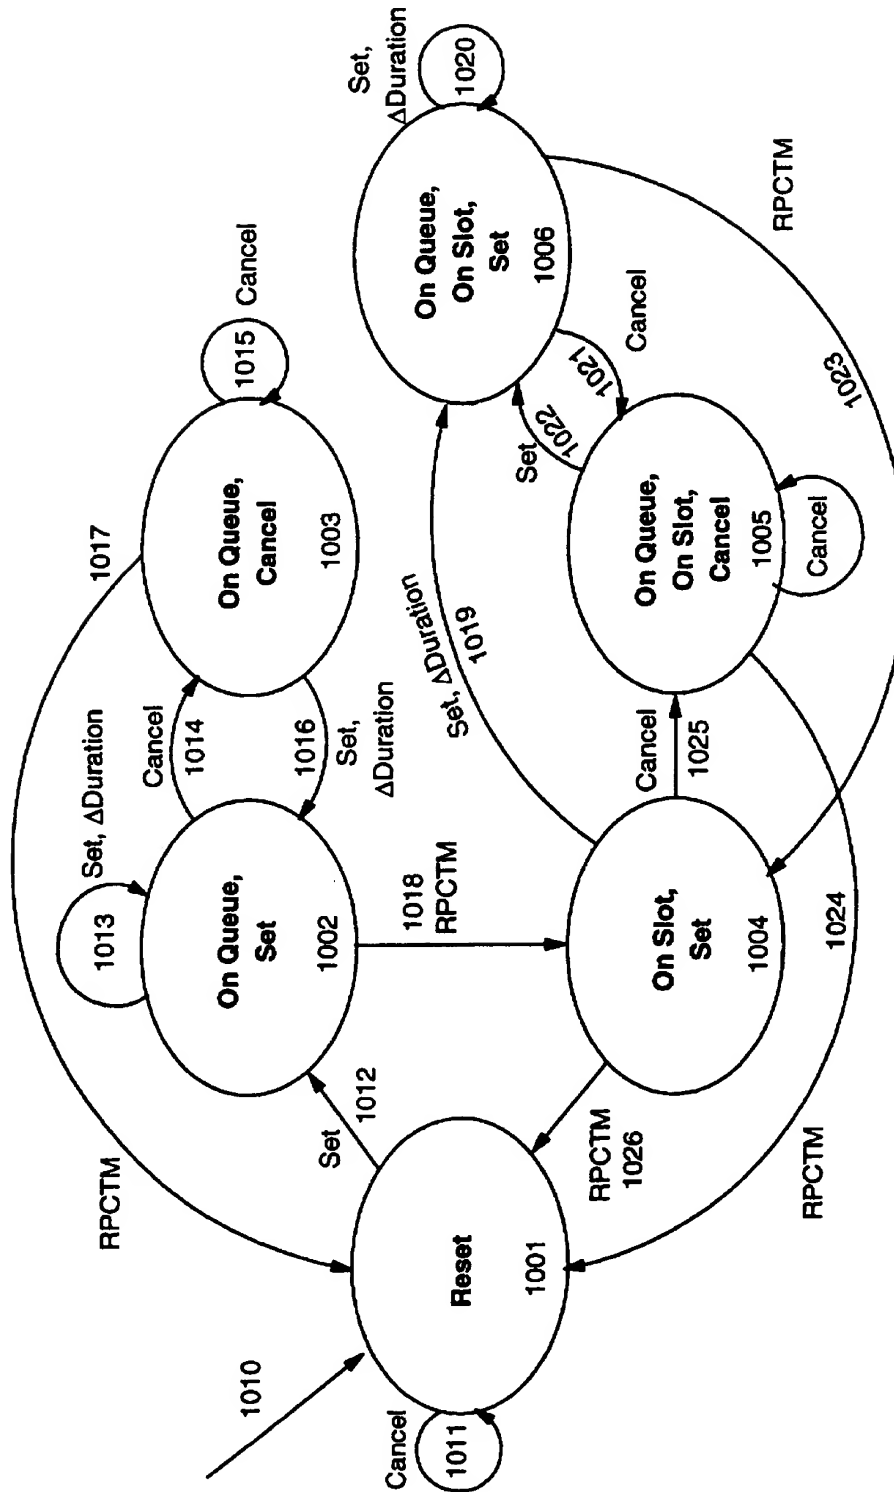 1010
Cancel
1011
Reset
1001
RPCTM
1017
Set
1012
Set, ΔDuration
1013
On Queue,
Set
1002
Cancel
1014
1016
Set,
ΔDuration
On Queue,
Cancel
1003
1015
Cancel
1018
RPCTM
RPCTM
1026
On Slot,
Set
1004
Set, ΔDuration
1019
Cancel
1025
On Queue,
On Slot,
Cancel
1005
Cancel
Set
1022
1021
Cancel
On Queue,
On Slot,
Set
1006
Set,
ΔDuration
1020
RPCTM
1023
1024
RPCTM